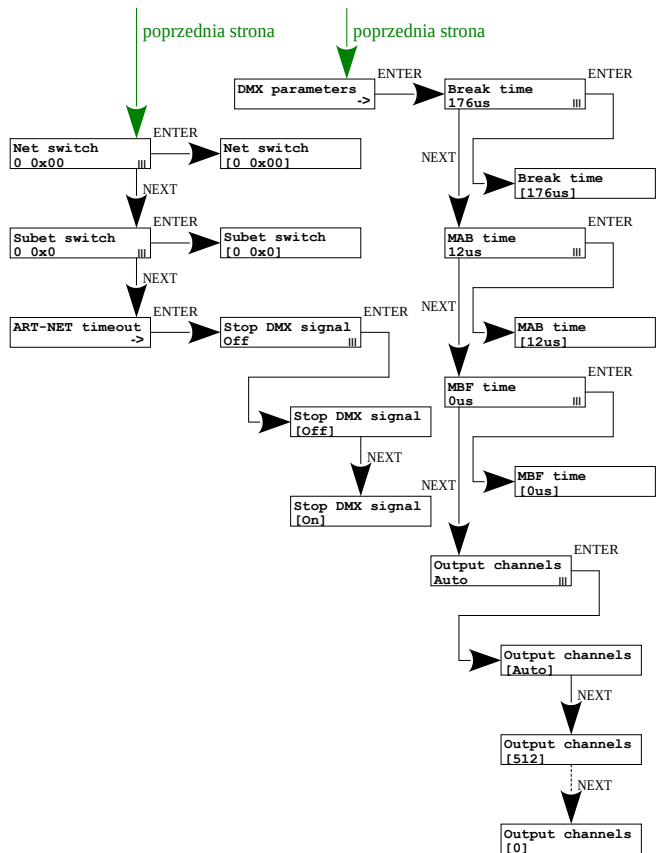 poprzednia strona
poprzednia strona
DMX parameters
->
ENTER
Break time
176us
ENTER
NEXT
Break time
[176us]
Net switch
0 0x00
ENTER
Net switch
[0 0x00]
NEXT
Subet switch
0 0x0
ENTER
Subet switch
[0 0x0]
NEXT
ART-NET timeout
->
ENTER
Stop DMX signal
Off
ENTER
Stop DMX signal
[Off]
NEXT
Stop DMX signal
[On]
MAB time
12us
ENTER
NEXT
MAB time
[12us]
MBF time
0us
ENTER
NEXT
MBF time
[0us]
Output channels
Auto
ENTER
Output channels
[Auto]
NEXT
Output channels
[512]
NEXT
Output channels
[0]